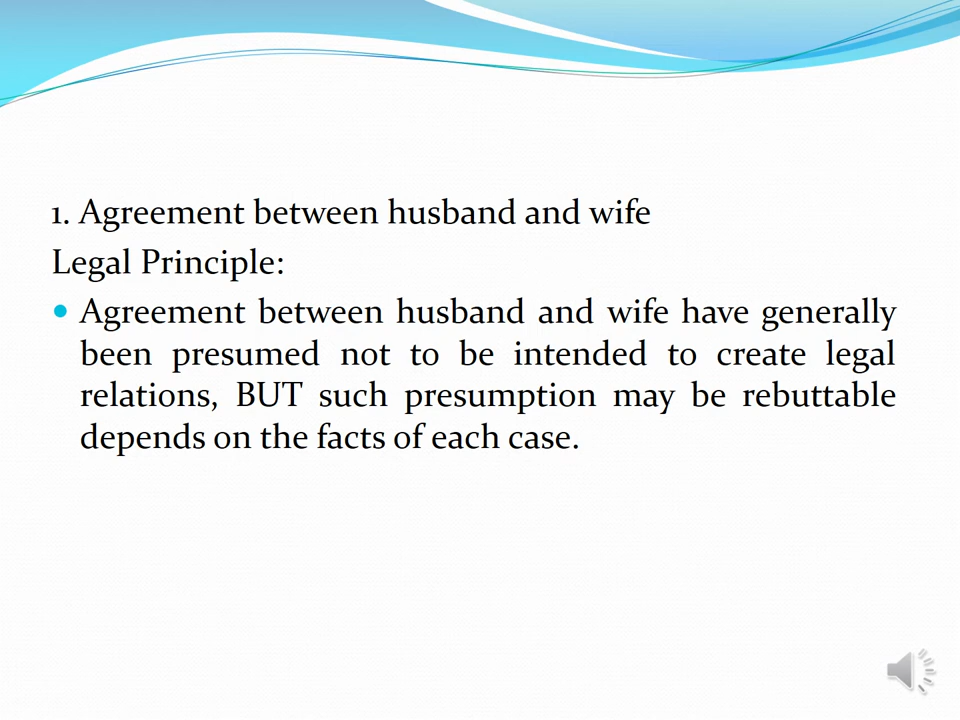 1. Agreement between husband and wife
Legal Principle:
• Agreement between husband and wife have generally
been presumed not to be intended to create legal
relations, BUT such presumption may be rebuttable
depends on the facts of each case.